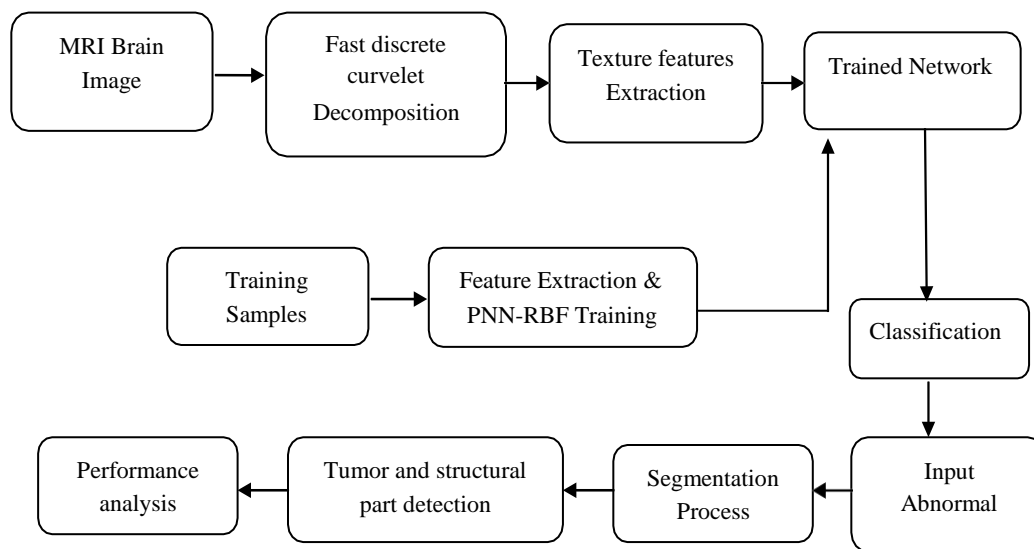 MRI Brain
Image
Fast discrete
curvelet
Decomposition
Texture features
Extraction
Trained Network
Training
Samples
Feature Extraction &
PNN-RBF Training
Classification
Performance
analysis
Tumor and structural
part detection
Segmentation
Process
Input
Abnormal